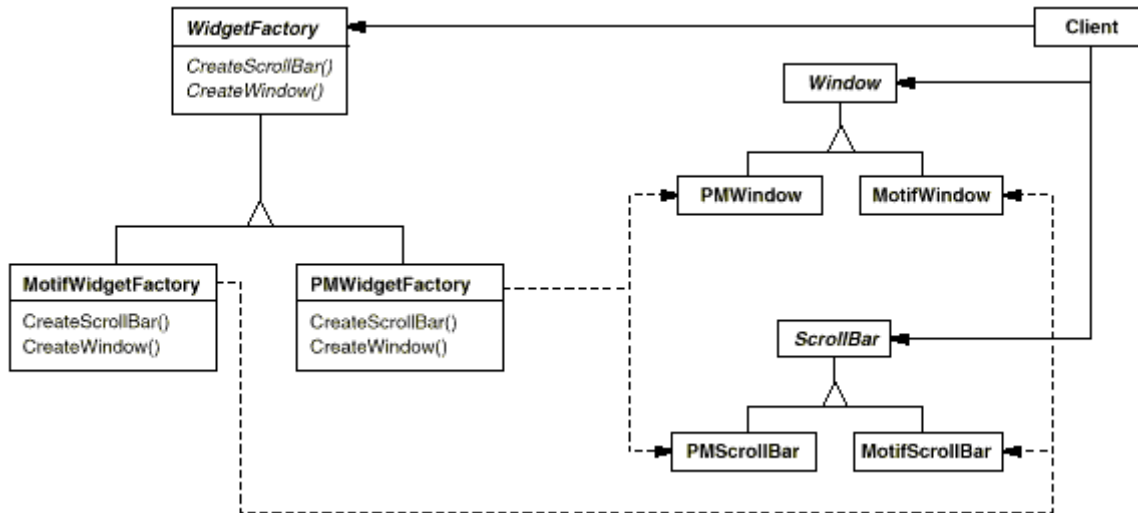 WidgetFactory
CreateScrollBar()
CreateWindow()
Client
Window
PMWindow
MotifWindow
MotifWidgetFactory
CreateScrollBar()
CreateWindow()
PMWidgetFactory
CreateScrollBar()
CreateWindow()
ScrollBar
PMScrollBar
MotifScrollBar